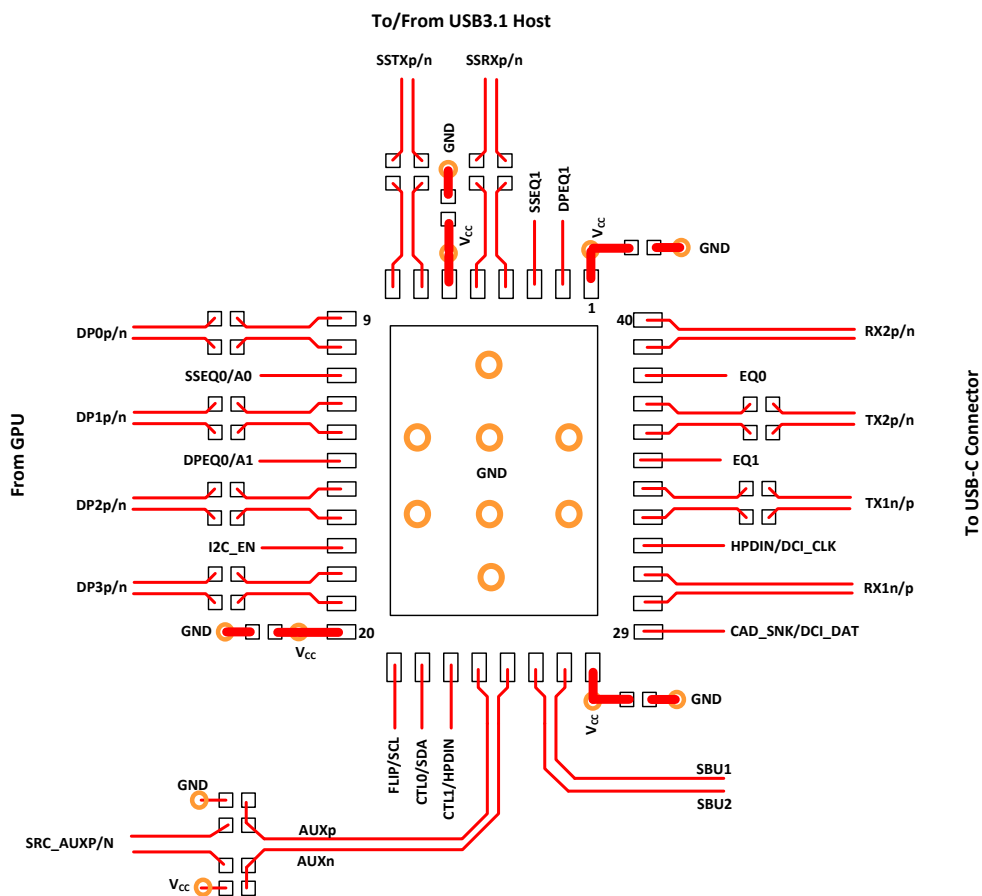 To/From USB3.1 Host
SSTXp/n
SSRXp/n
GND
SSEQ1
DPEQ1
VCC
VCC
GND
1
9
40
DP0p/n
RX2p/n
SSEQ0/A0
EQ0
DP1p/n
TX2p/n
From GPU
DPEQ0/A1
EQ1
GND
To USB-C Connector
DP2p/n
TX1n/p
I2C_EN
HPDIN/DCI_CLK
DP3p/n
RX1n/p
GND
20
29
CAD_SNK/DCI_DAT
VCC
GND
VCC
FLIP/SCL
CTL0/SDA
CTL1/HPDIN
SBU1
SBU2
GND
AUXp
SRC_AUXP/N
AUXn
VCC